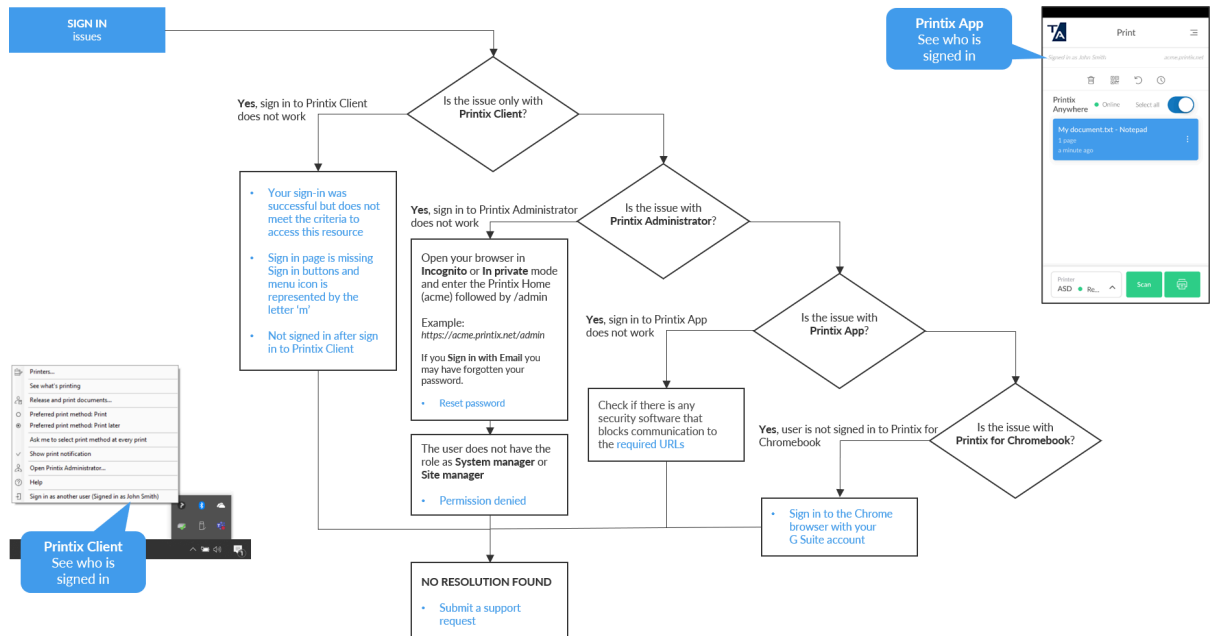 SIGN IN
issues
Printix App
See who is
signed in
TA
Print
Signed in as John Smith
acme.printix.net
Printix
Anywhere
Online
Select all
My document.txt - Notepad
1 page
a minute ago
Printer
ASD
Re...
Scan
Is the issue only with
Printix Client?
Yes, sign in to Printix Client
does not work
• Your sign-in was
successful but does not
meet the criteria to
access this resource
• Sign in page is missing
Sign in buttons and
menu icon is
represented by the
letter 'm'
• Not signed in after sign
in to Printix Client
Is the issue with
Printix Administrator?
Yes, sign in to Printix Administrator
does not work
Open your browser in
Incognito or In private mode
and enter the Printix Home
(acme) followed by /admin
Example:
https://acme.printix.net/admin
If you Sign in with Email you
may have forgotten your
password.
• Reset password
The user does not have the
role as System manager or
Site manager
• Permission denied
Is the issue with
Printix App?
Yes, sign in to Printix App
does not work
Check if there is any
security software that
blocks communication to
the required URLs
Is the issue with
Printix for Chromebook?
Yes, user is not signed in to Printix for
Chromebook
• Sign in to the Chrome
browser with your
G Suite account
NO RESOLUTION FOUND
• Submit a support
request
Printers...
See what's printing
Release and print documents...
Preferred print method: Print
Preferred print method: Print later
Ask me to select print method at every print
Show print notification
Open Printix Administrator...
Help
Sign in as another user (Signed in as John Smith)
Printix Client
See who is
signed in